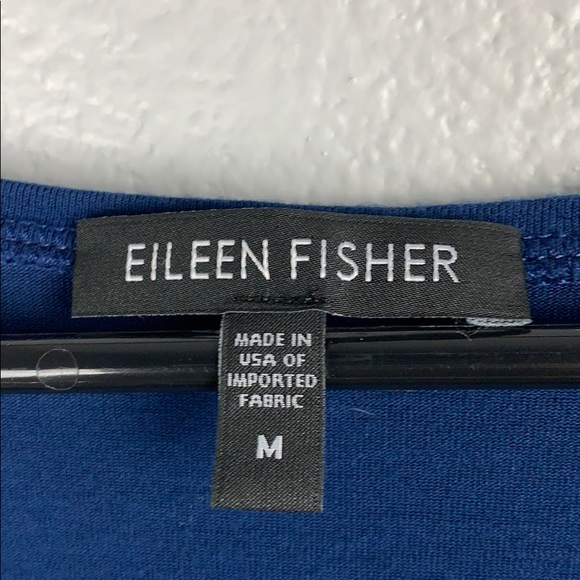 EILEEN FISHER
MADE IN
USA OF
IMPORTED
FABRIC
M